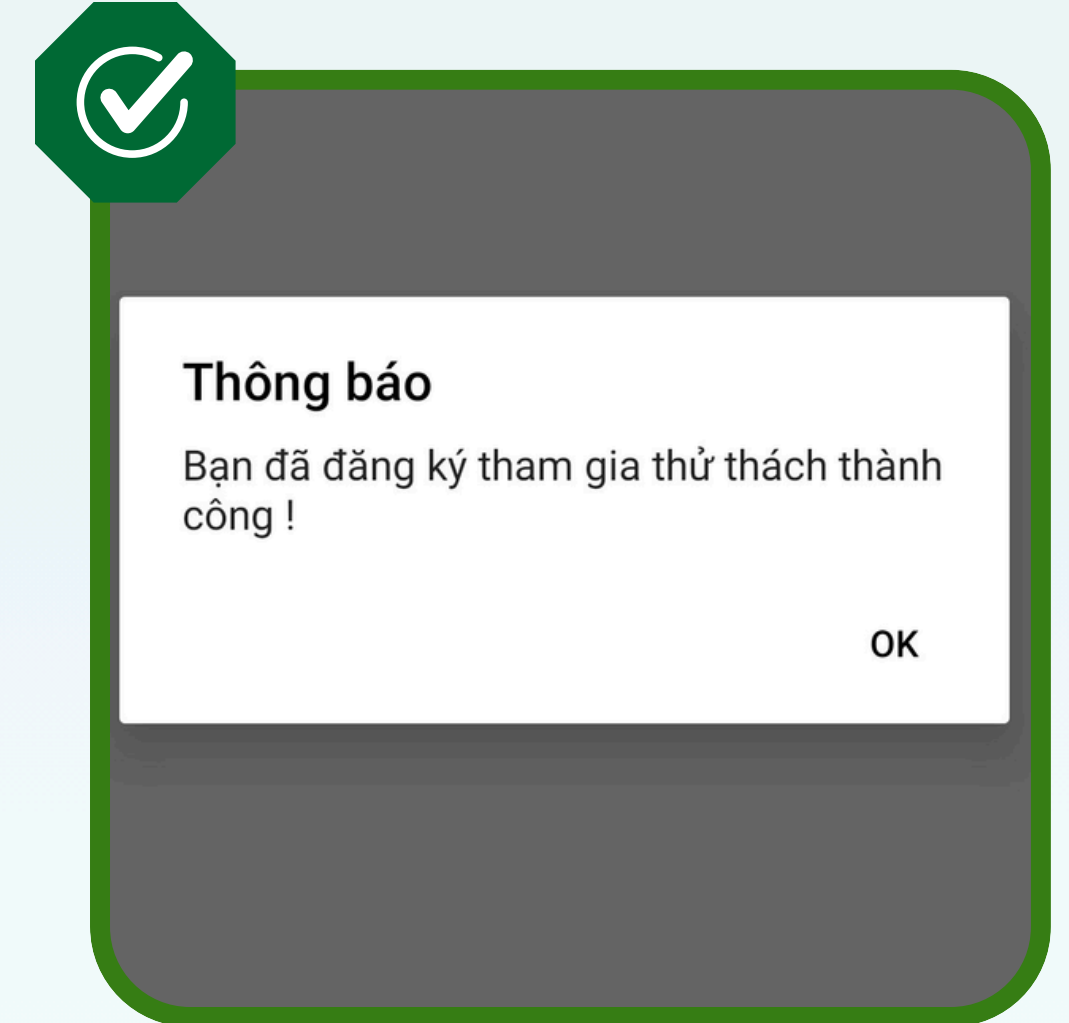 Thông báo
Bạn đã đăng ký tham gia thử thách thành
công !
OK